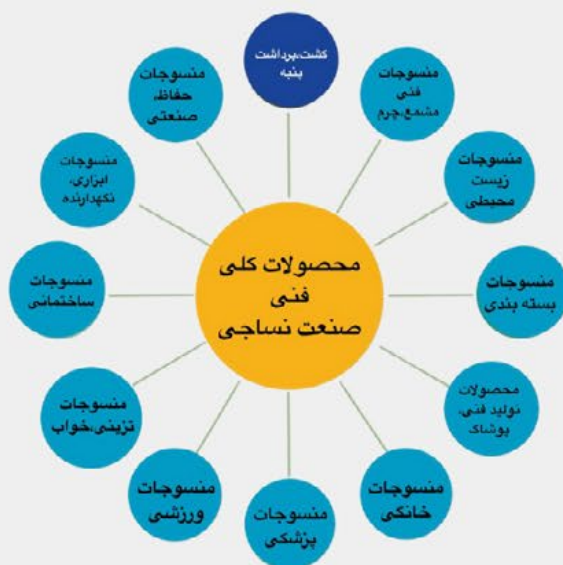 محصولات کلی
فنی
صنعت نساجی
کشت،برداشت
پنبه
منسوجات
فنی
مشمع،چرم
منسوجات
زیست
محیطی
منسوجات
بسته بندی
محصولات
تولید فنی،
پوشاک
منسوجات
خانگی
منسوجات
پزشکی
منسوجات
ورزشی
منسوجات
تزینی،خواب
منسوجات
ساختمانی
منسوجات
ابزاری،
نگهدارنده
منسوجات
حفاظ،
صنعتی